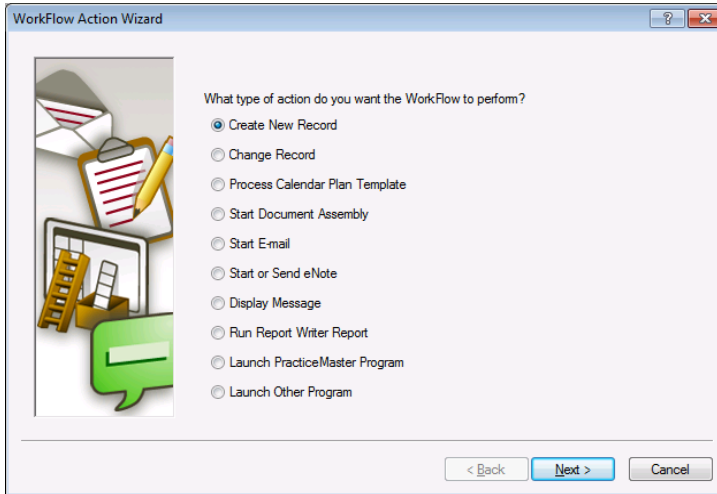 WorkFlow Action Wizard
What type of action do you want the WorkFlow to perform?
Create New Record
Change Record
Process Calendar Plan Template
Start Document Assembly
Start E-mail
Start or Send eNote
Display Message
Run Report Writer Report
Launch PracticeMaster Program
Launch Other Program
< Back Next > Cancel